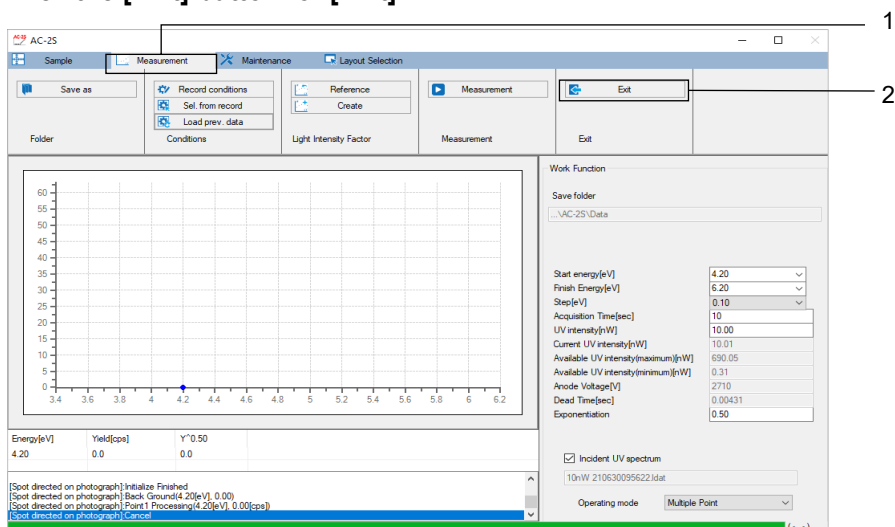 1
AC-2S
Sample Measurement Maintenance Layout Selection
Save as Record conditions Reference Measurement Exit
Sel. from record Create
Load prev. data
Folder Conditions Light Intensity Factor Measurement Exit
2
Work Function
Save folder
...\AC-2S\Data
60
55
50
45
40
35
30
25
20
15
10
5
0
3.4 3.6 3.8 4 4.2 4.4 4.6 4.8 5 5.2 5.4 5.6 5.8 6 6.2
Start energy[eV] 4.20
Finish Energy[eV] 6.20
Step[eV] 0.10
Acquisition Time[sec] 10
UV intensity[nW] 10.00
Current UV intensity[nW] 10.01
Available UV intensity(maximum)[nW] 690.05
Available UV intensity(minimum)[nW] 0.31
Anode Voltage[V] 2710
Dead Time[sec] 0.00431
Exponentiation 0.50
Energy[eV] Yield[cps] Y^0.50
4.20 0.0 0.0
Incident UV spectrum
10nW 210630095622.ldat
Operating mode Multiple Point
[Spot directed on photograph]:Initialize Finished
[Spot directed on photograph]:Back Ground(4.20[eV], 0.00)
[Spot directed on photograph]:Point1 Processing(4.20[eV], 0.00[cps])
[Spot directed on photograph]:Cancel